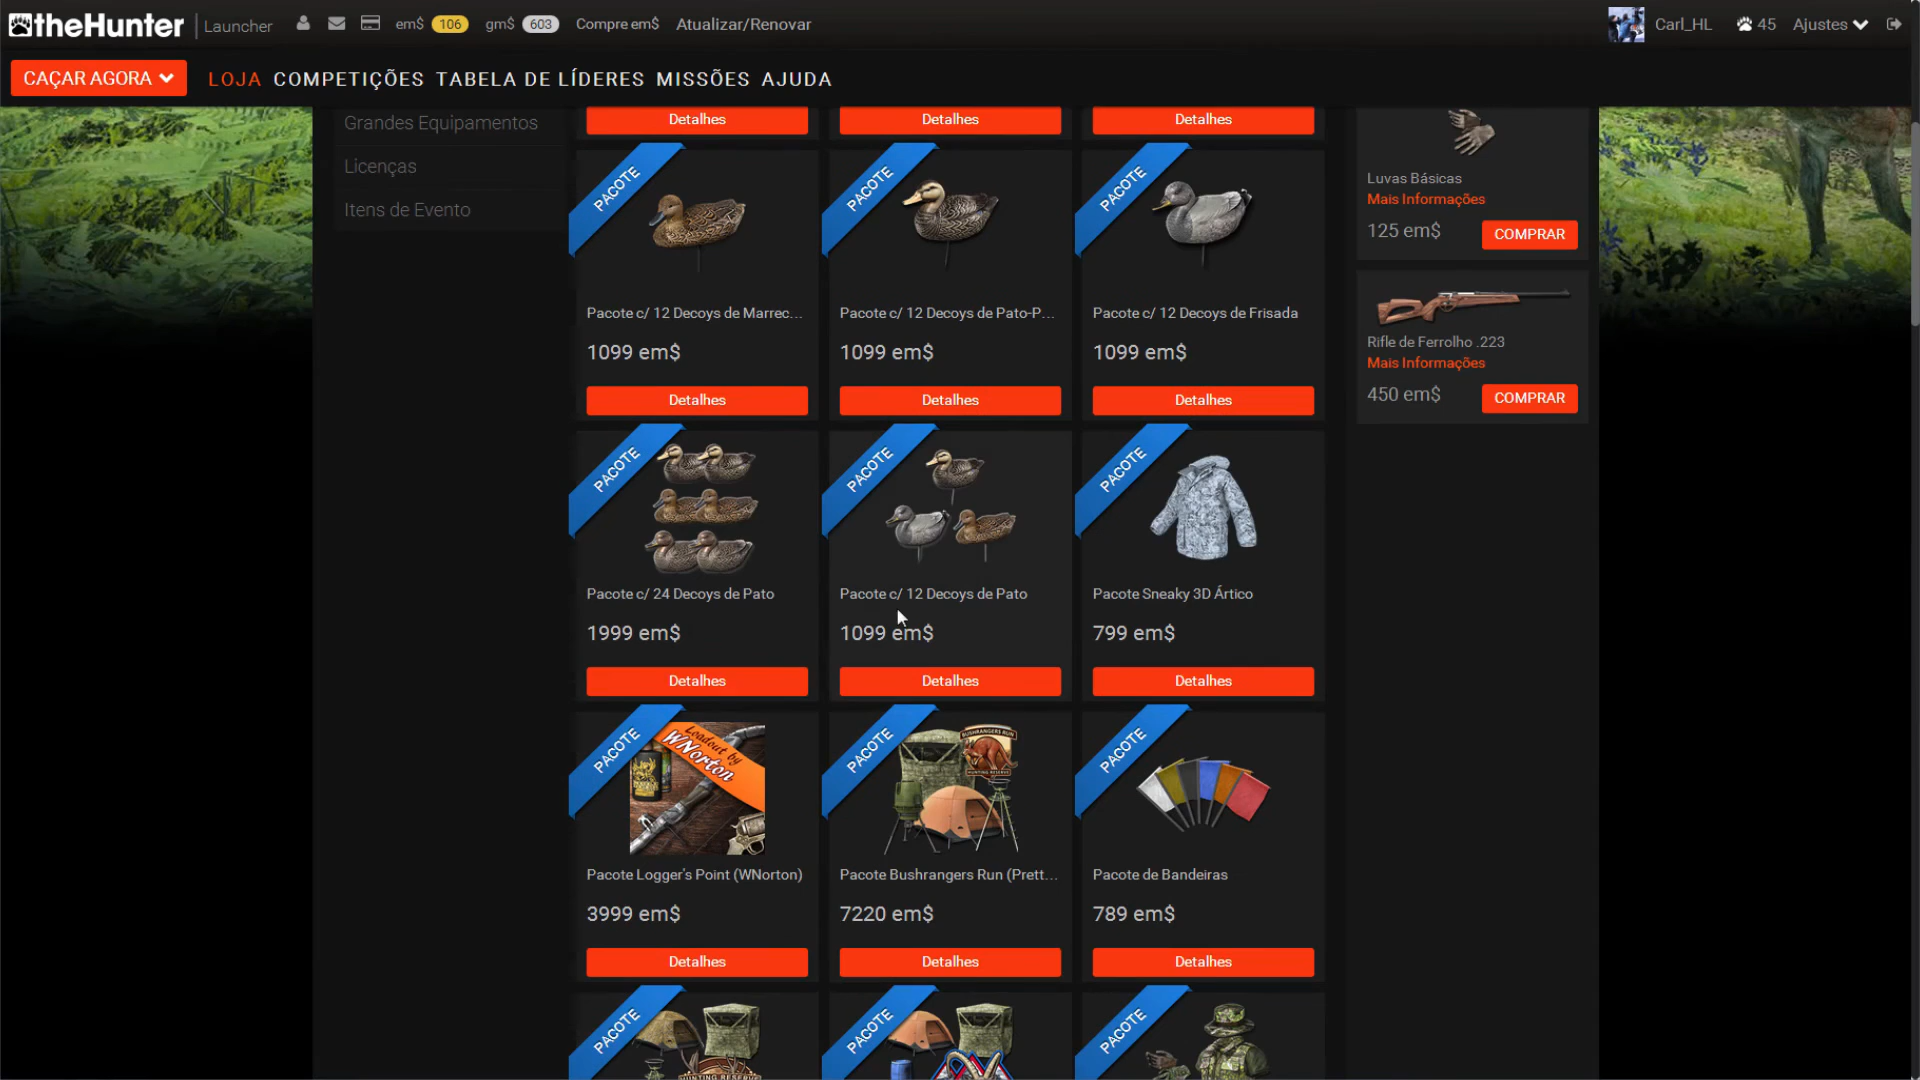 theHunter Launcher em$ 106 gm$ 603 Compre em$ Atualizar/Renovar Carl_HL 45 Ajustes
CAÇAR AGORA LOJA COMPETIÇÕES TABELA DE LÍDERES MISSÕES AJUDA
Grandes Equipamentos
Licenças
Itens de Evento
Detalhes Detalhes Detalhes
PACOTE PACOTE PACOTE
Pacote c/ 12 Decoys de Marrec... Pacote c/ 12 Decoys de Pato-P... Pacote c/ 12 Decoys de Frisada
1099 em$ 1099 em$ 1099 em$
Detalhes Detalhes Detalhes
PACOTE PACOTE PACOTE
Pacote c/ 24 Decoys de Pato Pacote c/ 12 Decoys de Pato Pacote Sneaky 3D Ártico
1999 em$ 1099 em$ 799 em$
Detalhes Detalhes Detalhes
PACOTE PACOTE PACOTE
Loadout by
WNorton
BUSHRANGERS RUN
HUNTING RESERVE
Pacote Logger's Point (WNorton) Pacote Bushrangers Run (Prett... Pacote de Bandeiras
3999 em$ 7220 em$ 789 em$
Detalhes Detalhes Detalhes
PACOTE PACOTE PACOTE
HUNTING RESERVE
Luvas Básicas
Mais Informações
125 em$ COMPRAR
Rifle de Ferrolho .223
Mais Informações
450 em$ COMPRAR